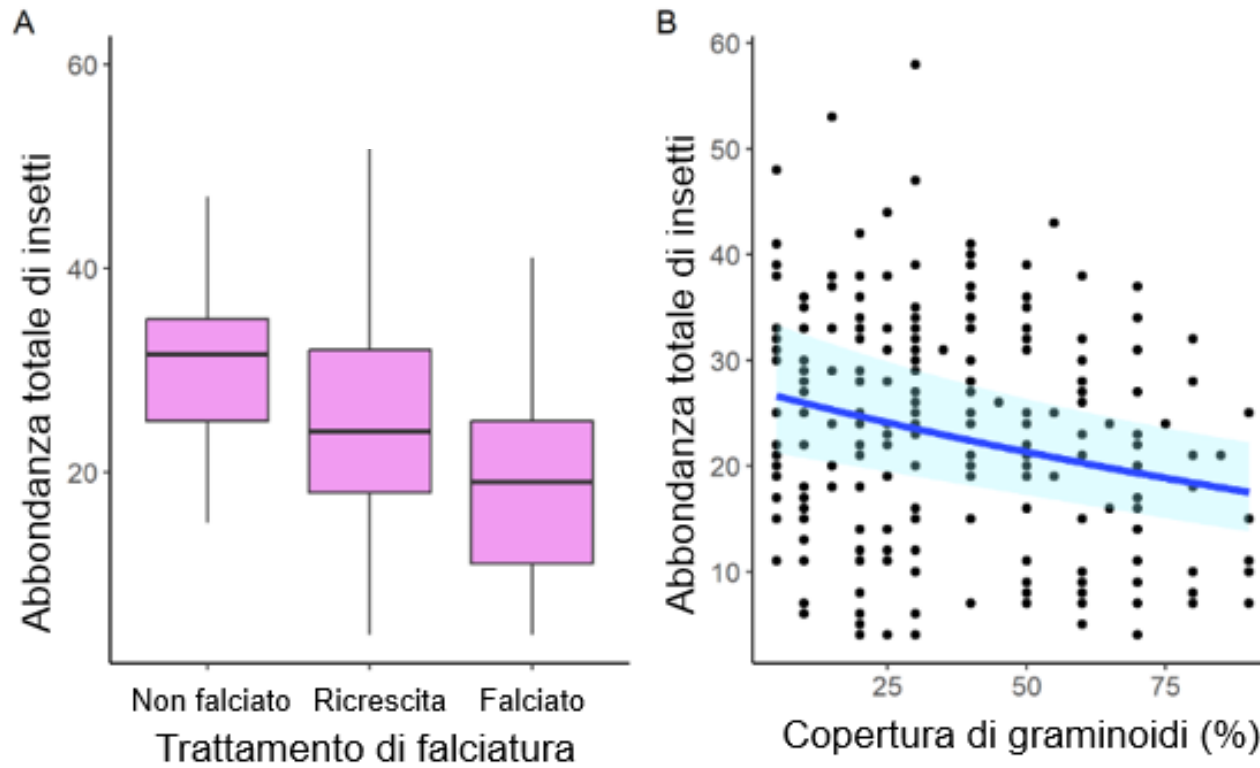 A
Abbondanza totale di insetti
60
40
20
Non falciato Ricrescita Falciato
Trattamento di falciatura
B
Abbondanza totale di insetti
60
50
40
30
20
10
25 50 75
Copertura di graminoidi (%)